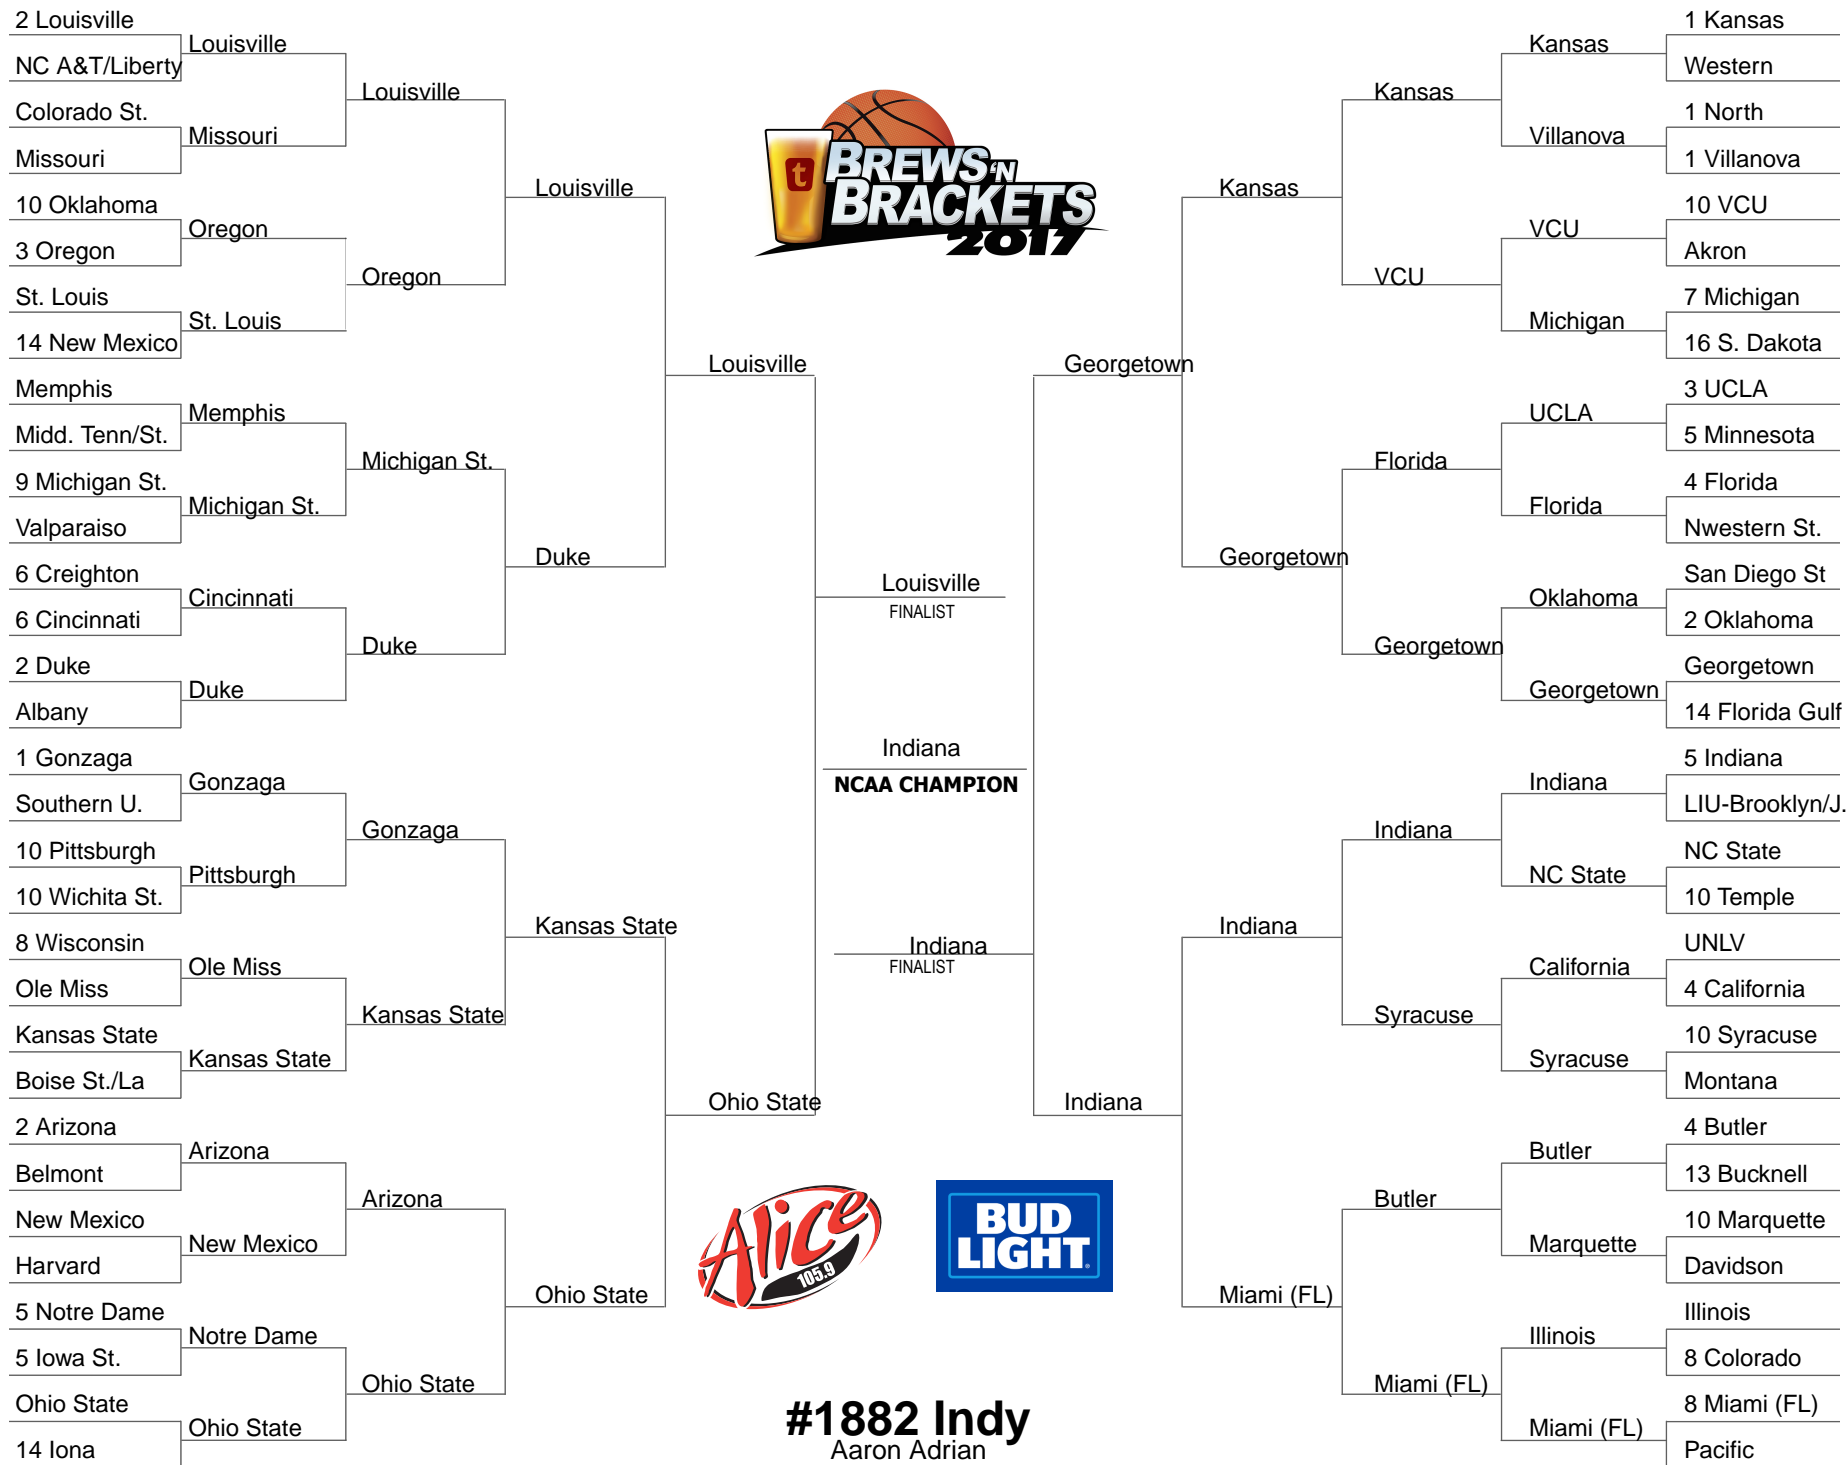 2 Louisville
NC A&T/Liberty
Colorado St.
Missouri
10 Oklahoma
3 Oregon
St. Louis
14 New Mexico
Memphis
Midd. Tenn/St.
9 Michigan St.
Valparaiso
6 Creighton
6 Cincinnati
2 Duke
Albany
1 Gonzaga
Southern U.
10 Pittsburgh
10 Wichita St.
8 Wisconsin
Ole Miss
Kansas State
Boise St./La
2 Arizona
Belmont
New Mexico
Harvard
5 Notre Dame
5 Iowa St.
Ohio State
14 Iona
Louisville
Missouri
Oregon
St. Louis
Memphis
Michigan St.
Cincinnati
Duke
Gonzaga
Pittsburgh
Ole Miss
Kansas State
Arizona
New Mexico
Notre Dame
Ohio State
Louisville
Oregon
Michigan St.
Duke
Gonzaga
Kansas State
Arizona
Ohio State
Louisville
Duke
Kansas State
Ohio State
Louisville
Ohio State
t
BREWS 'N
BRACKETS
2017
Louisville
FINALIST
Indiana
NCAA CHAMPION
Indiana
FINALIST
Alice
105.9
BUD
LIGHT
#1882 Indy
Aaron Adrian
Georgetown
Indiana
Kansas
Georgetown
Indiana
Miami (FL)
Kansas
VCU
Florida
Georgetown
Indiana
Syracuse
Butler
Miami (FL)
Kansas
Villanova
VCU
Michigan
UCLA
Florida
Oklahoma
Georgetown
Indiana
NC State
California
Syracuse
Butler
Marquette
Illinois
Miami (FL)
1 Kansas
Western
1 North
1 Villanova
10 VCU
Akron
7 Michigan
16 S. Dakota
3 UCLA
5 Minnesota
4 Florida
Nwestern St.
San Diego St
2 Oklahoma
Georgetown
14 Florida Gulf
5 Indiana
LIU-Brooklyn/J.
NC State
10 Temple
UNLV
4 California
10 Syracuse
Montana
4 Butler
13 Bucknell
10 Marquette
Davidson
Illinois
8 Colorado
8 Miami (FL)
Pacific